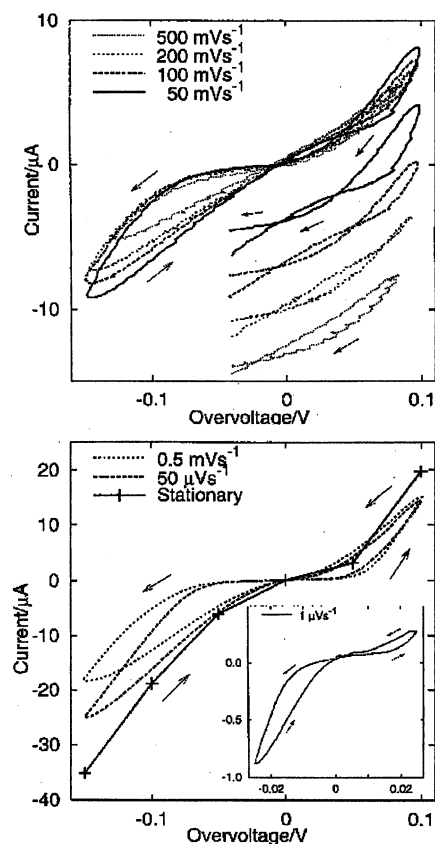 500 mVs-1
200 mVs-1
100 mVs-1
50 mVs-1
10
0
-10
Current/μA
-0.1
0
0.1
Overvoltage/V
0.5 mVs-1
50 μVs-1
Stationary
20
10
0
-10
-20
-30
-40
Current/μA
1 μVs-1
0.0
-0.5
-1.0
-0.02
0
0.02
-0.1
0
0.1
Overvoltage/V